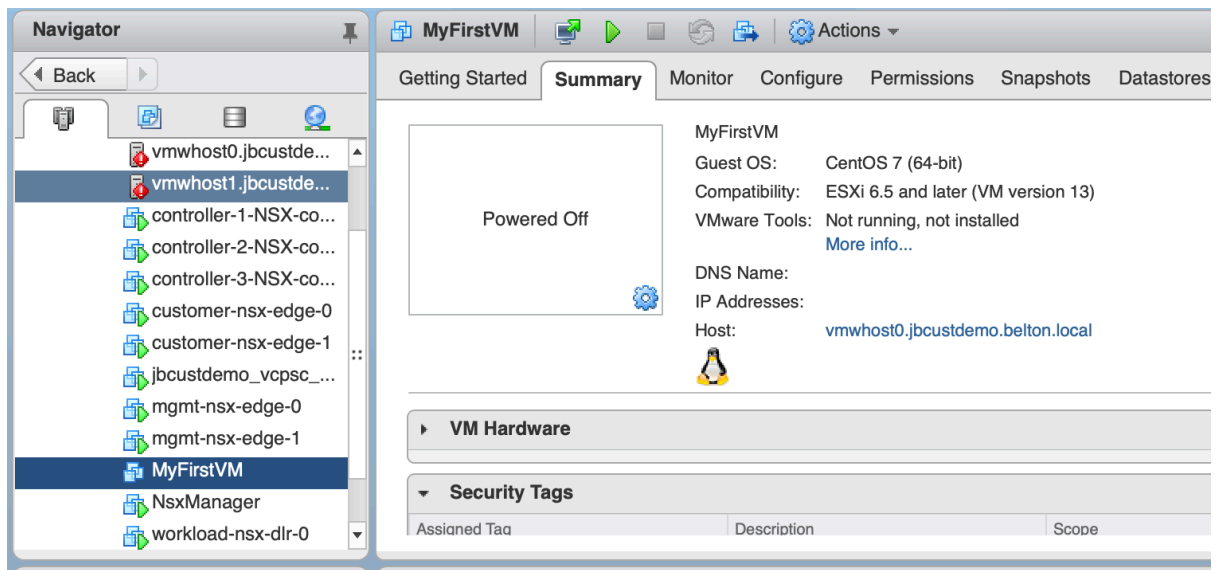 Navigator
Back
vmwhost0.jbcustde...
vmwhost1.jbcustde...
controller-1-NSX-co...
controller-2-NSX-co...
controller-3-NSX-co...
customer-nsx-edge-0
customer-nsx-edge-1
jbcustdemo_vcpsc_...
mgmt-nsx-edge-0
mgmt-nsx-edge-1
MyFirstVM
NsxManager
workload-nsx-dlr-0
MyFirstVM Actions
Getting Started Summary Monitor Configure Permissions Snapshots Datastores
Powered Off
MyFirstVM
Guest OS: CentOS 7 (64-bit)
Compatibility: ESXi 6.5 and later (VM version 13)
VMware Tools: Not running, not installed
More info...
DNS Name:
IP Addresses:
Host: vmwhost0.jbcustdemo.belton.local
VM Hardware
Security Tags
Assigned Tag Description Scope